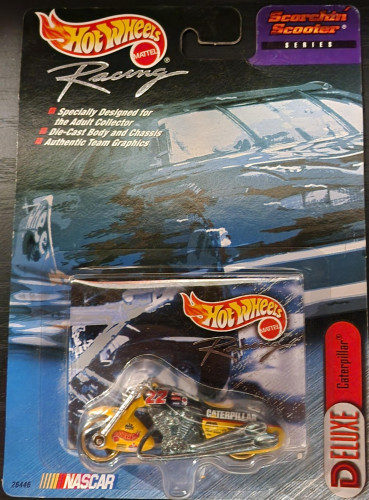 Hot Wheels
MATTEL
Racing
Scorchin'
Scooter
SERIES
Specially Designed for
the Adult Collector
Die-Cast Body and Chassis
Authentic Team Graphics
Hot Wheels
MATTEL
Racing
22
CATERPILLAR
DELUXE
Caterpillar®
26446
NASCAR